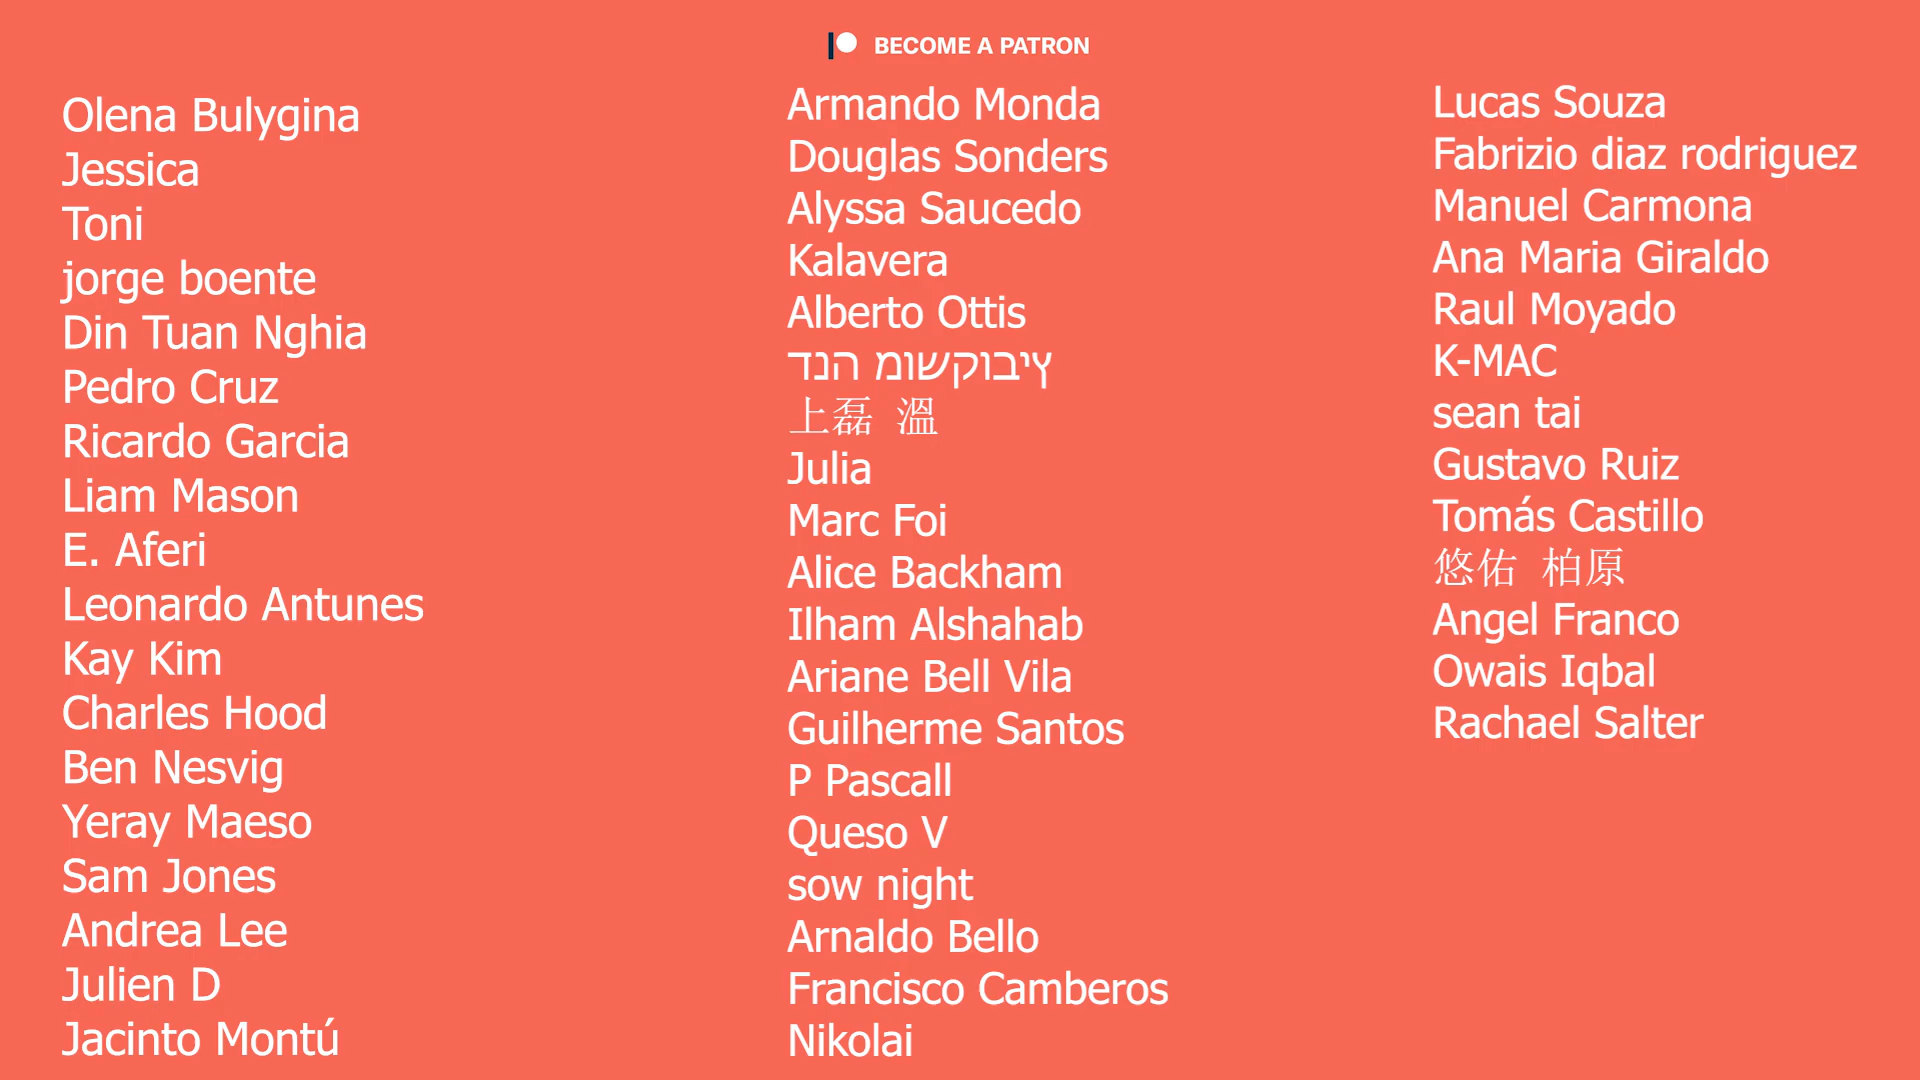 BECOME A PATRON
Olena Bulygina
Jessica
Toni
jorge boente
Din Tuan Nghia
Pedro Cruz
Ricardo Garcia
Liam Mason
E. Aferi
Leonardo Antunes
Kay Kim
Charles Hood
Ben Nesvig
Yeray Maeso
Sam Jones
Andrea Lee
Julien D
Jacinto Montú
Armando Monda
Douglas Sonders
Alyssa Saucedo
Kalavera
Alberto Ottis
דנה מושקוביץ
上磊 溫
Julia
Marc Foi
Alice Backham
Ilham Alshahab
Ariane Bell Vila
Guilherme Santos
P Pascall
Queso V
sow night
Arnaldo Bello
Francisco Camberos
Nikolai
Lucas Souza
Fabrizio diaz rodriguez
Manuel Carmona
Ana Maria Giraldo
Raul Moyado
K-MAC
sean tai
Gustavo Ruiz
Tomás Castillo
悠佑 柏原
Angel Franco
Owais Iqbal
Rachael Salter